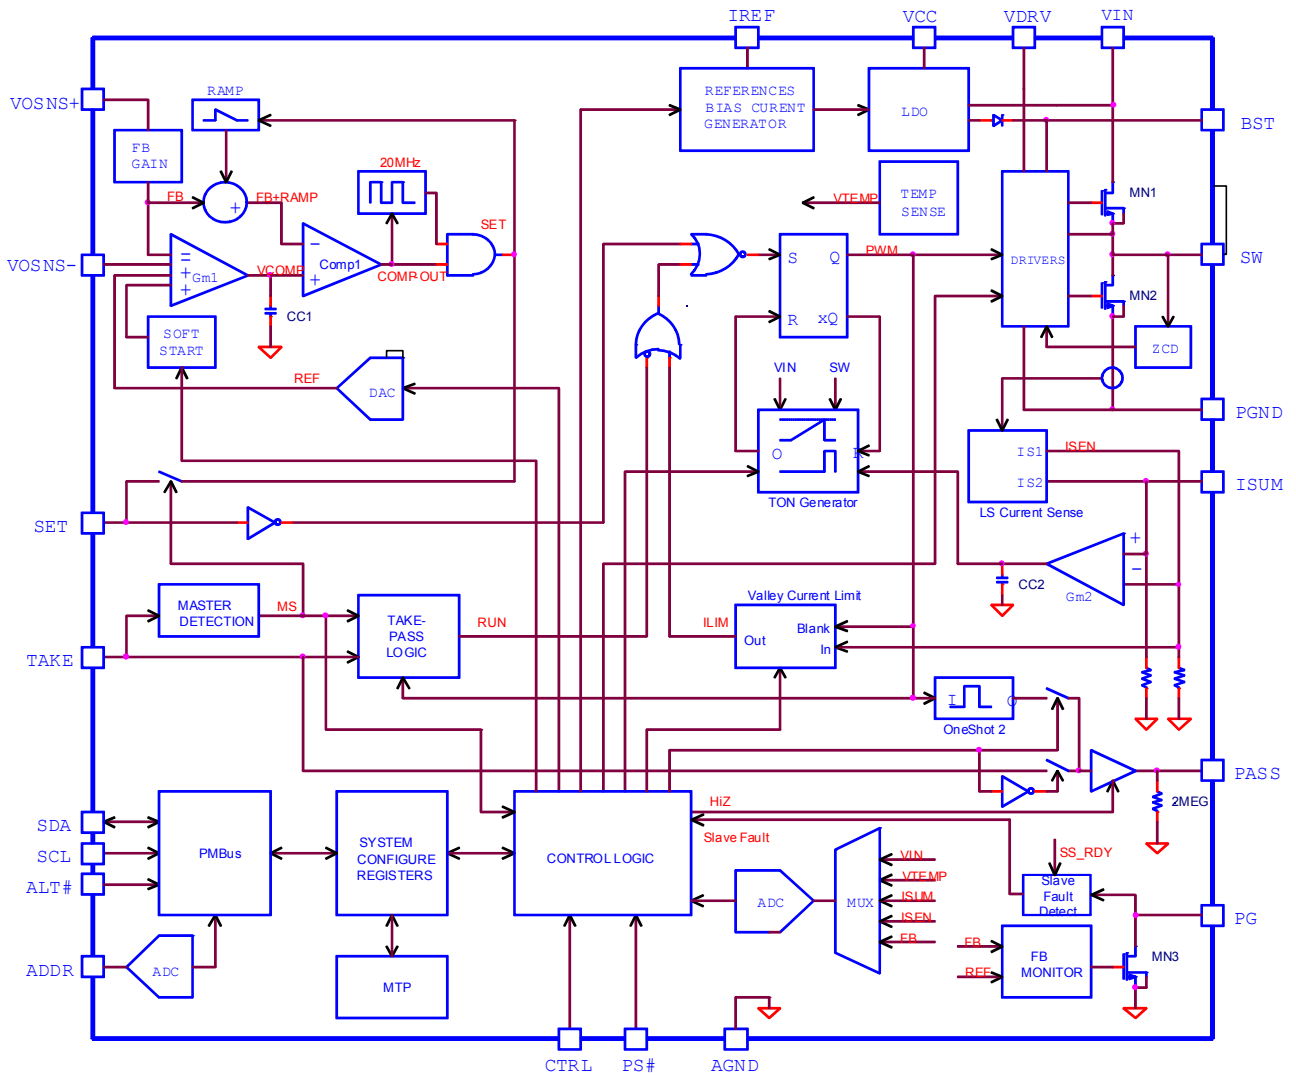 IREF
VCC
VDRV
VIN
VOSNS+
RAMP
REFERENCES
BIAS CURENT
GENERATOR
LDO
BST
FB
GAIN
20MHz
FB
FB+RAMP
+
SET
VTEMP
TEMP
SENSE
MN1
VOSNS-
=
+
+
Gm1
VCOMP
−
+
Comp1
COMP-OUT
S
Q
R
xQ
PWM
DRIVERS
SW
MN2
CC1
SOFT
START
ZCD
REF
DAC
VIN
SW
PGND
O
R
TON Generator
IS1
IS2
ISEN
LS Current Sense
ISUM
SET
+
−
Gm2
CC2
MASTER
DETECTION
MS
TAKE-
PASS
LOGIC
RUN
ILIM
Valley Current Limit
Blank
Out
In
TAKE
I
O
OneShot 2
PASS
2MEG
HiZ
Slave Fault
SDA
SCL
ALT#
PMBus
SYSTEM
CONFIGURE
REGISTERS
CONTROL LOGIC
ADC
MUX
VIN
VTEMP
ISUM
ISEN
FB
SS_RDY
Slave
Fault
Detect
PG
FB
REF
FB
MONITOR
MN3
ADDR
ADC
MTP
CTRL
PS#
AGND